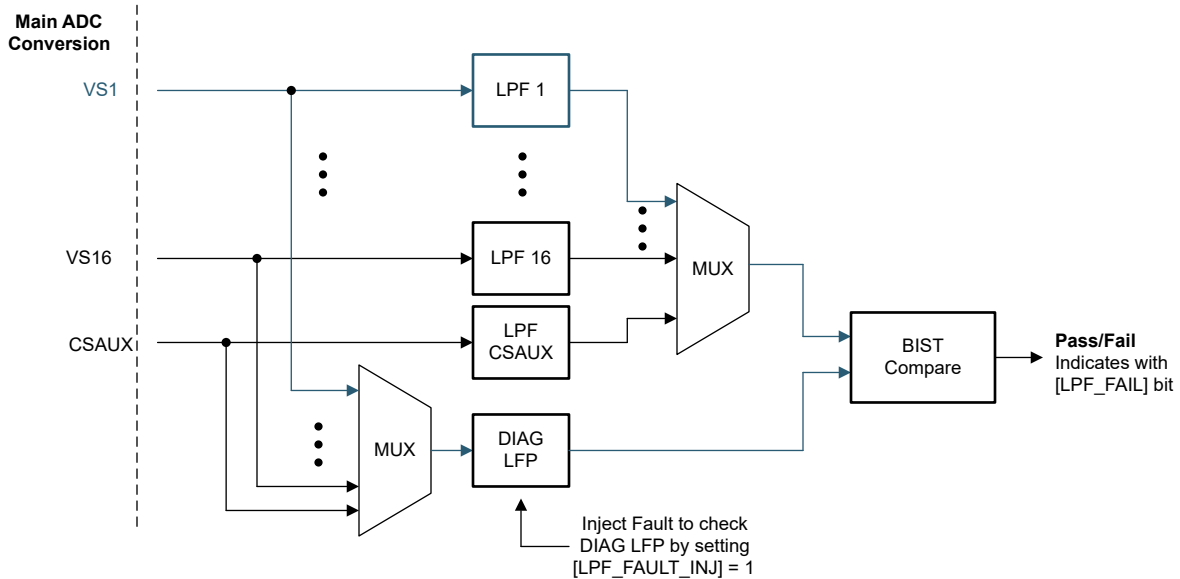 Main ADC
Conversion
VS1
LPF 1
VS16
LPF 16
MUX
CSAUX
LPF
CSAUX
BIST
Compare
Pass/Fail
Indicates with
[LPF_FAIL] bit
MUX
DIAG
LFP
Inject Fault to check
DIAG LFP by setting
[LPF_FAULT_INJ] = 1